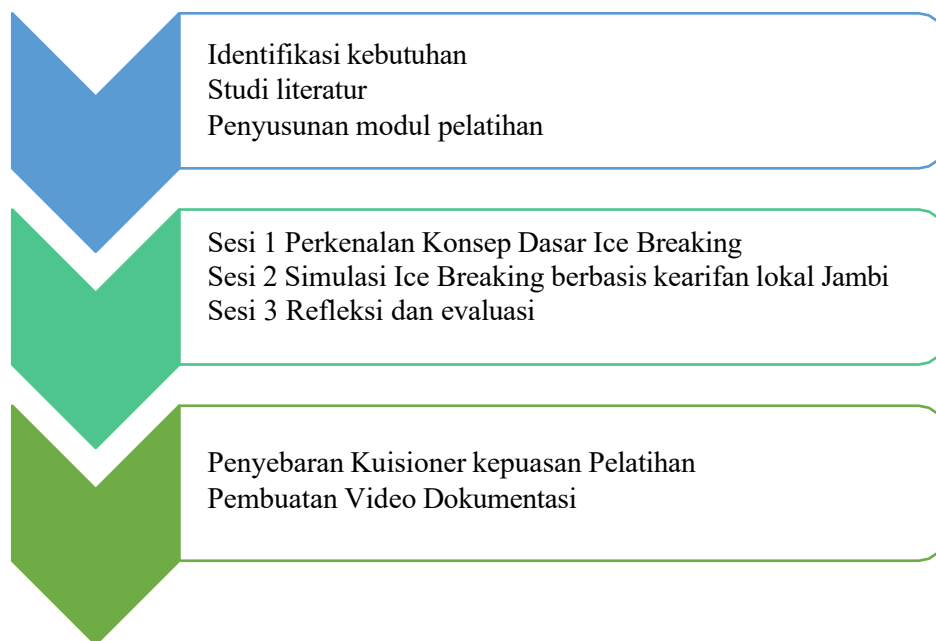 Identifikasi kebutuhan
Studi literatur
Penyusunan modul pelatihan
Sesi 1 Perkenalan Konsep Dasar Ice Breaking
Sesi 2 Simulasi Ice Breaking berbasis kearifan lokal Jambi
Sesi 3 Refleksi dan evaluasi
Penyebaran Kuisioner kepuasan Pelatihan
Pembuatan Video Dokumentasi